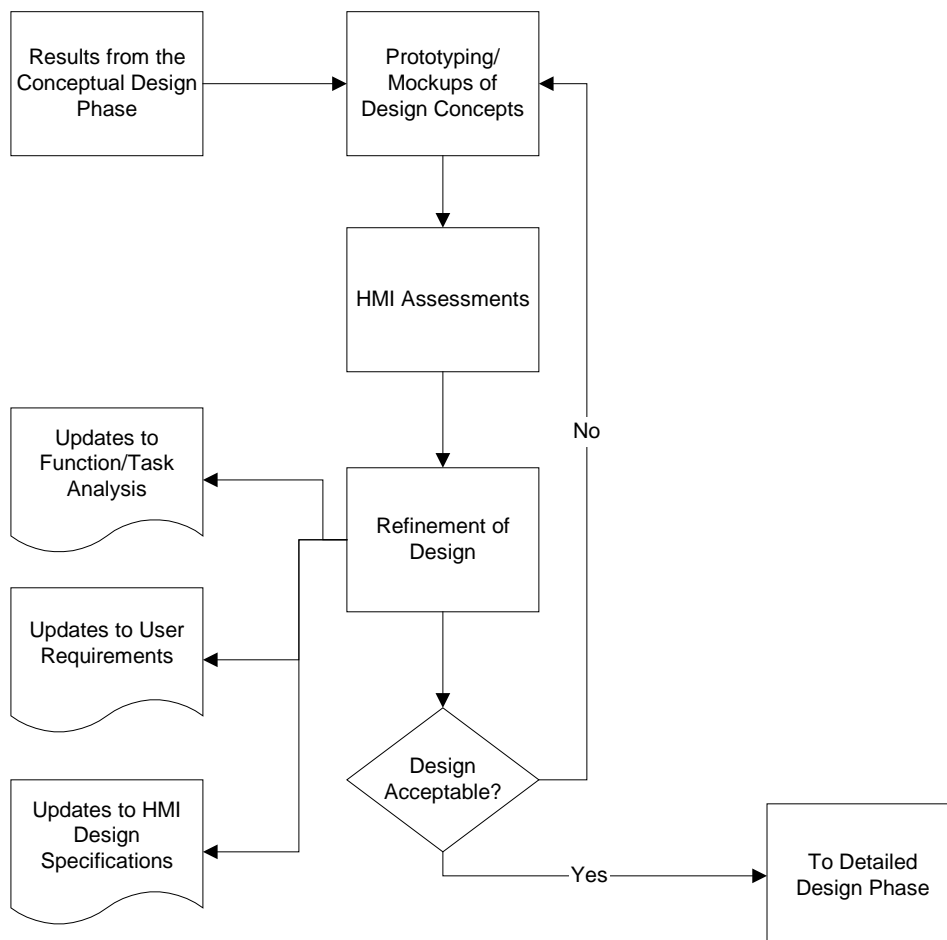 Results from the
Conceptual Design
Phase
Prototyping/
Mockups of
Design Concepts
HMI Assessments
No
Updates to
Function/Task
Analysis
Refinement of
Design
Updates to User
Requirements
Design
Acceptable?
Updates to HMI
Design
Specifications
Yes
To Detailed
Design Phase